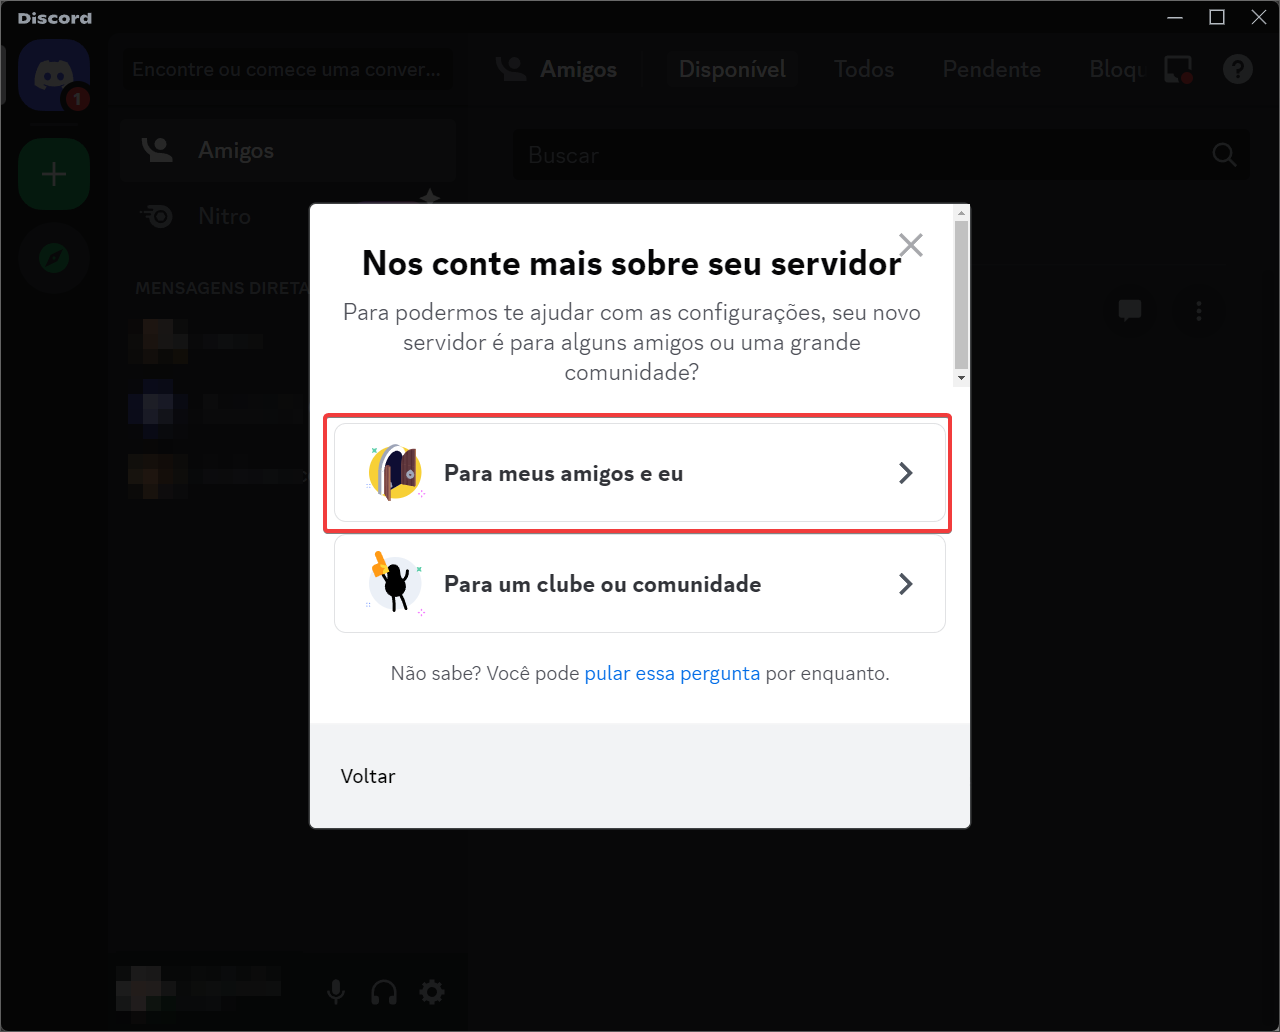 Discord
1
Encontre ou comece uma conver...
Amigos
Nitro
MENSAGENS DIRETA
Amigos
Disponível
Todos
Pendente
Bloqu
Buscar
Nos conte mais sobre seu servidor
Para podermos te ajudar com as configurações, seu novo
servidor é para alguns amigos ou uma grande
comunidade?
Para meus amigos e eu
Para um clube ou comunidade
Não sabe? Você pode pular essa pergunta por enquanto.
Voltar